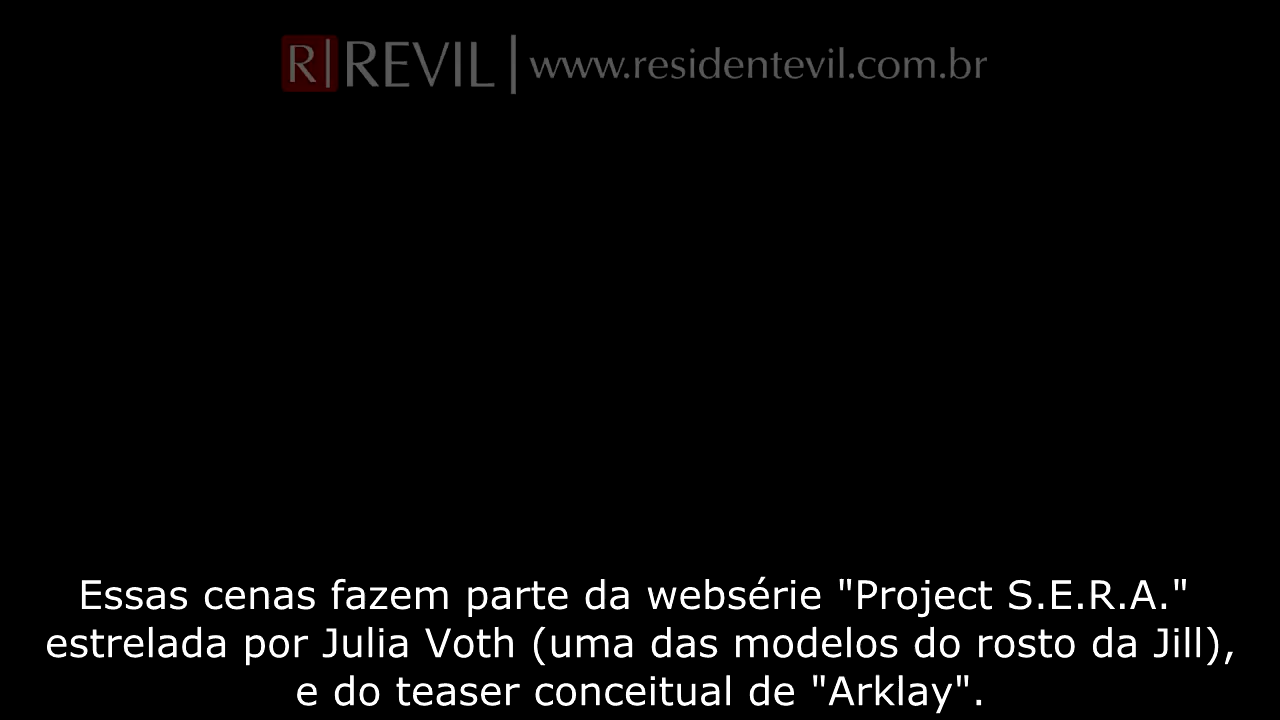 R REVIL www.residentevil.com.br
Essas cenas fazem parte da websérie "Project S.E.R.A."
estrelada por Julia Voth (uma das modelos do rosto da Jill),
e do teaser conceitual de "Arklay".